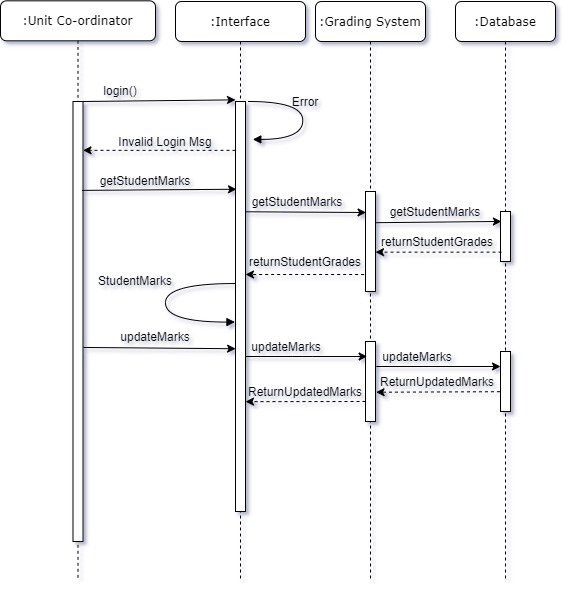 :Unit Co-ordinator
:Interface
:Grading System
:Database
login()
Error
Invalid Login Msg
getStudentMarks
getStudentMarks
getStudentMarks
returnStudentGrades
returnStudentGrades
StudentMarks
updateMarks
updateMarks
updateMarks
ReturnUpdatedMarks
ReturnUpdatedMarks